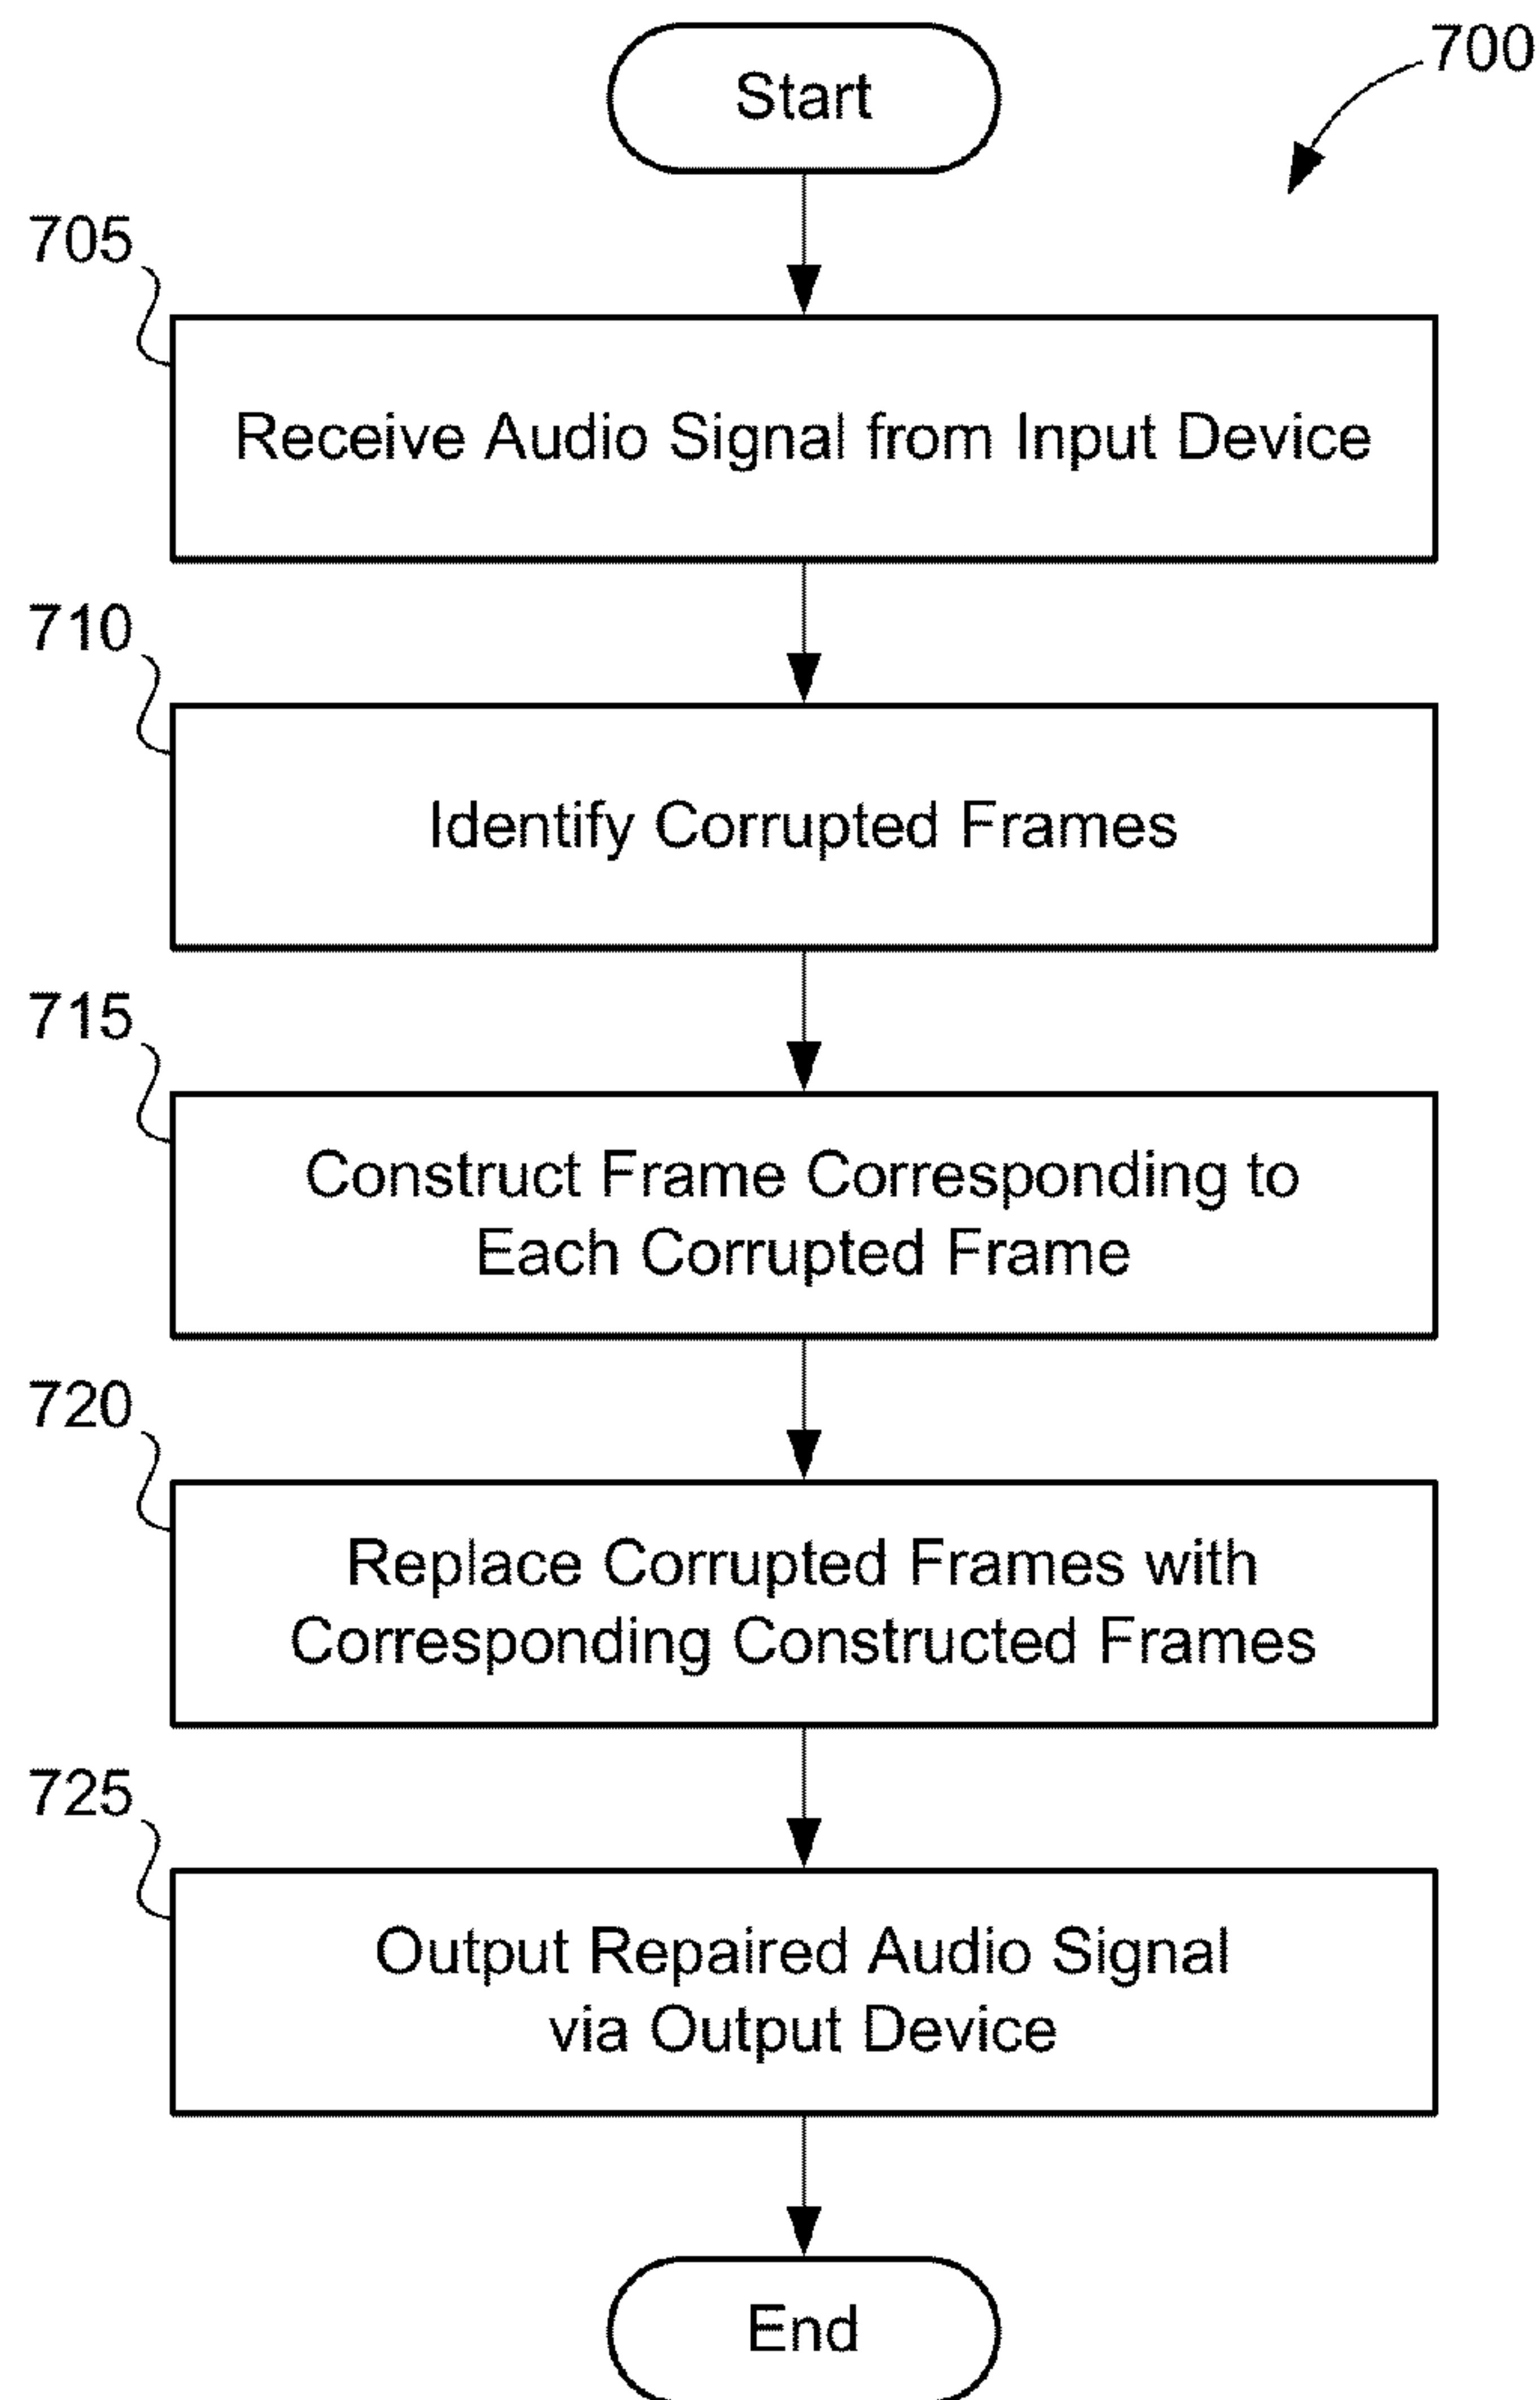 Start
700
705
Receive Audio Signal from Input Device
710
Identify Corrupted Frames
715
Construct Frame Corresponding to
Each Corrupted Frame
720
Replace Corrupted Frames with
Corresponding Constructed Frames
725
Output Repaired Audio Signal
via Output Device
End